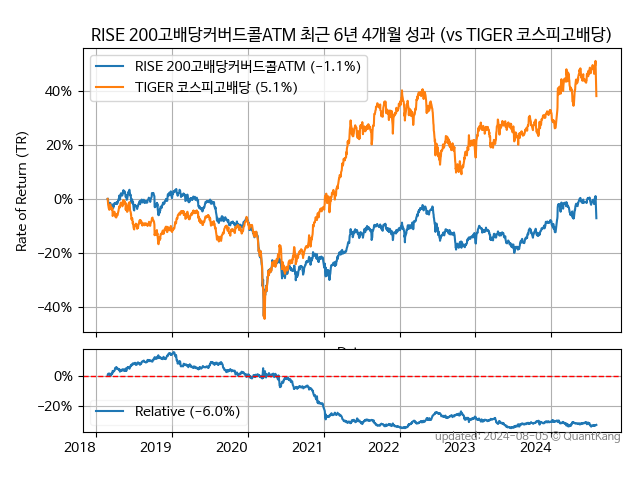 RISE 200고배당커버드콜ATM 최근 6년 4개월 성과 (vs TIGER 코스피고배당)
RISE 200고배당커버드콜ATM (−1.1%)
TIGER 코스피고배당 (5.1%)
Rate of Return (TR)
40%
20%
0%
−20%
−40%
0%
−20%
Relative (−6.0%)
updated: 2024-08-05 © QuantKang
2018 2019 2020 2021 2022 2023 2024